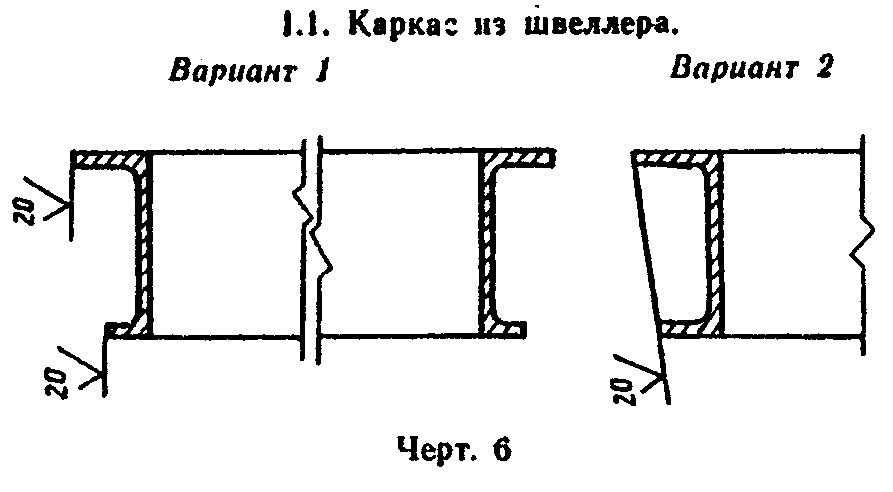 1.1. Каркас из швеллера.
Вариант 1
Вариант 2
20
20
20
Черт. 6